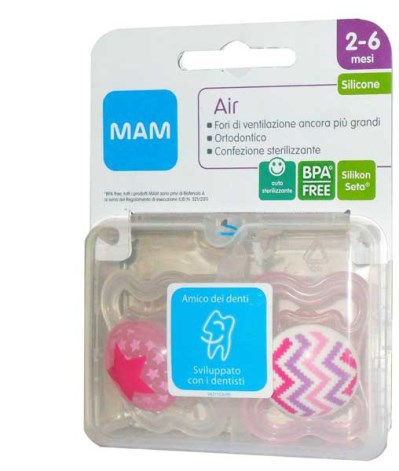 MAM
2-6
mesi
Silicone
Air
Fori di ventilazione ancora più grandi
Ortodontico
Confezione sterilizzante
auto
sterilizzante
BPA
FREE
Silikon
Seta®
Amico dei denti
Sviluppato
con i dentisti